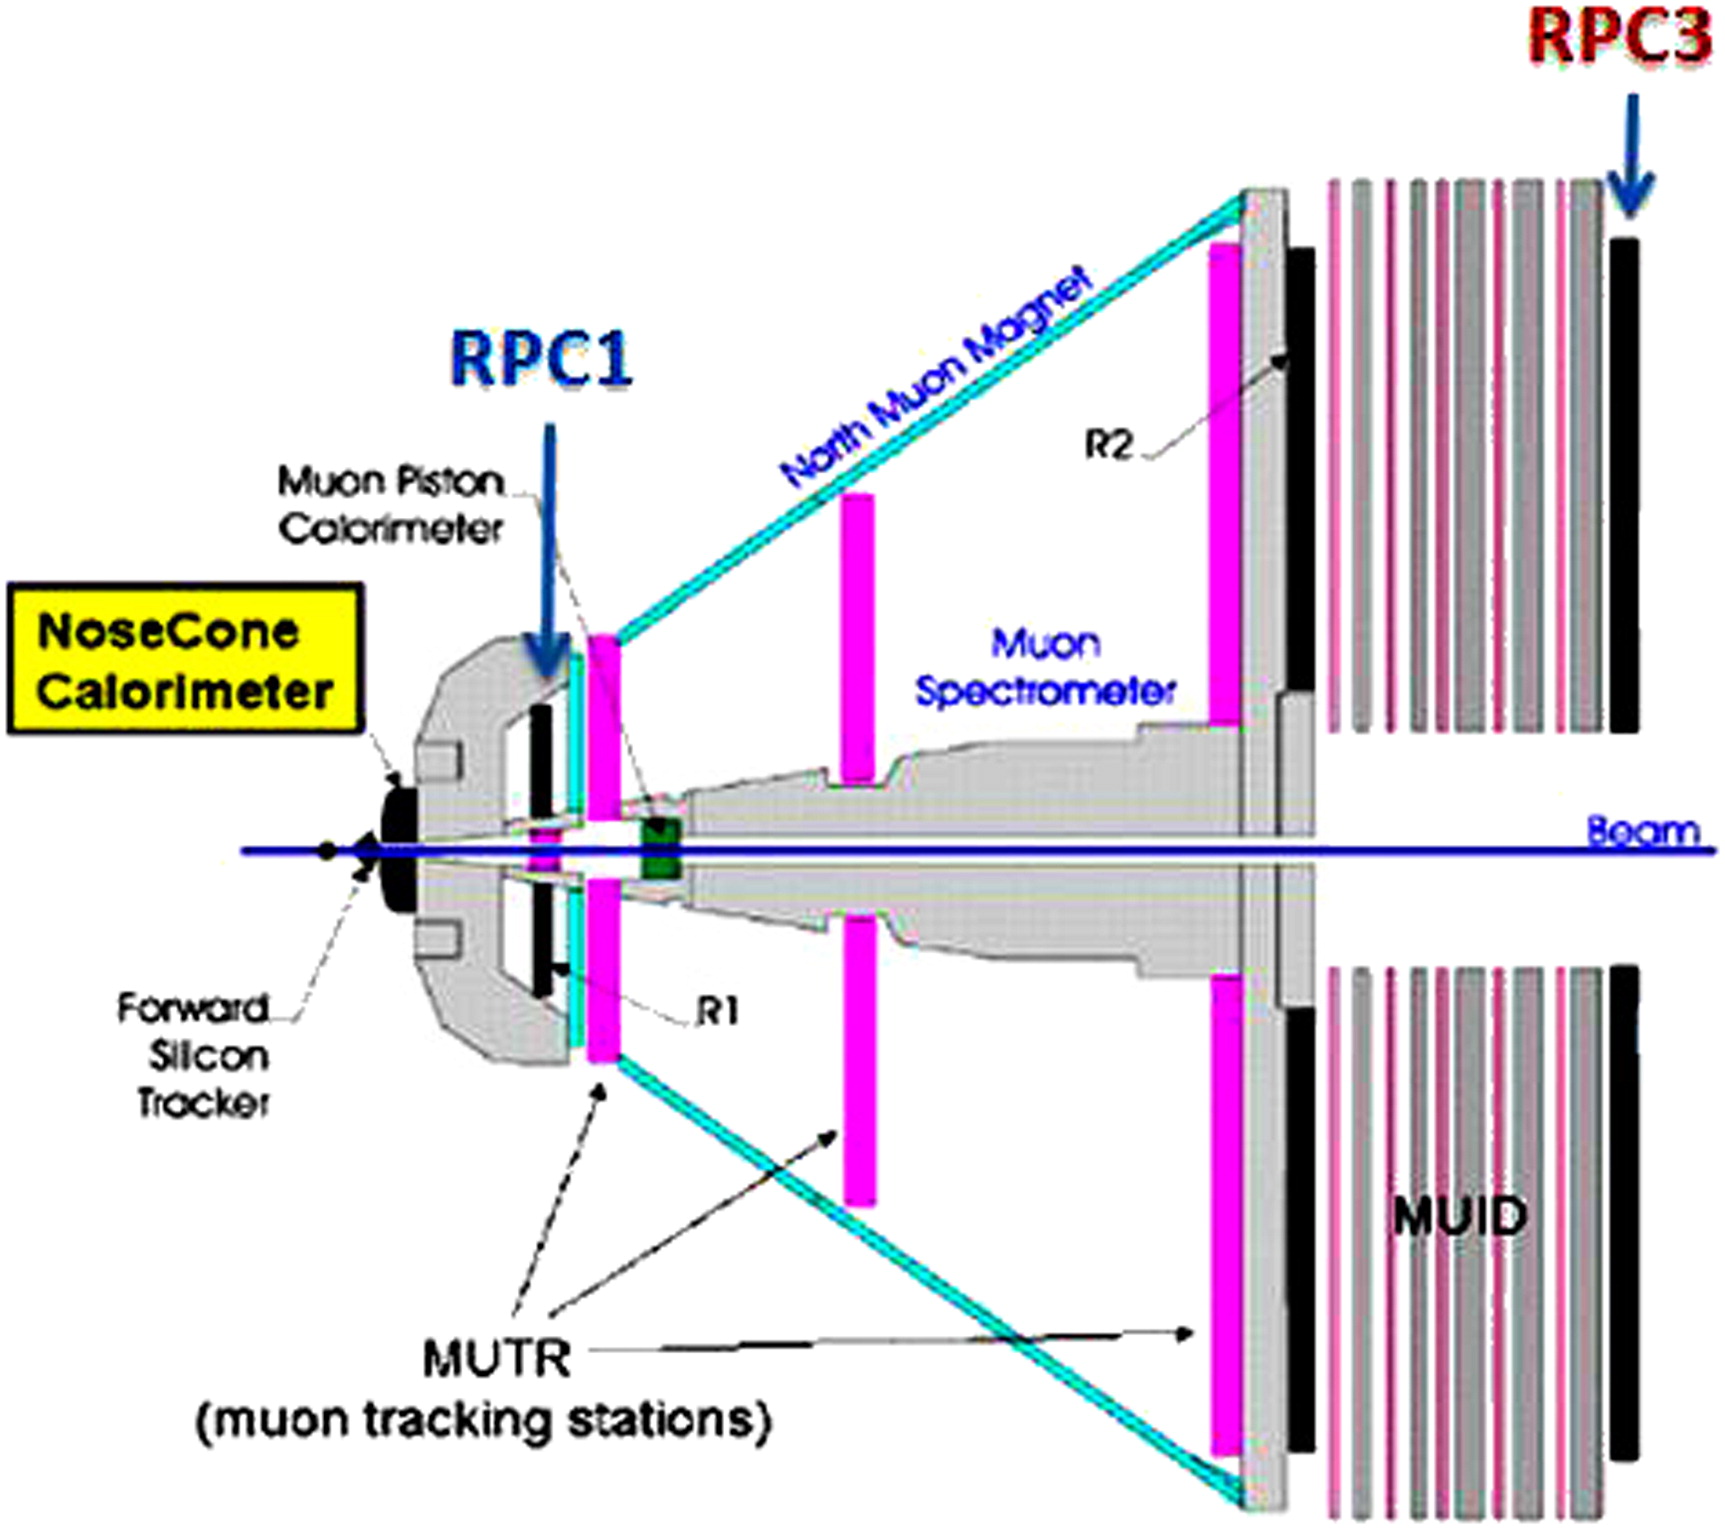 RPC3
RPC1
North Muon Magnet
R2
Muon Piston
Calorimeter
NoseCone
Calorimeter
Muon
Spectrometer
Beam
Forward
Silicon
Tracker
R1
MUID
MUTR
(muon tracking stations)